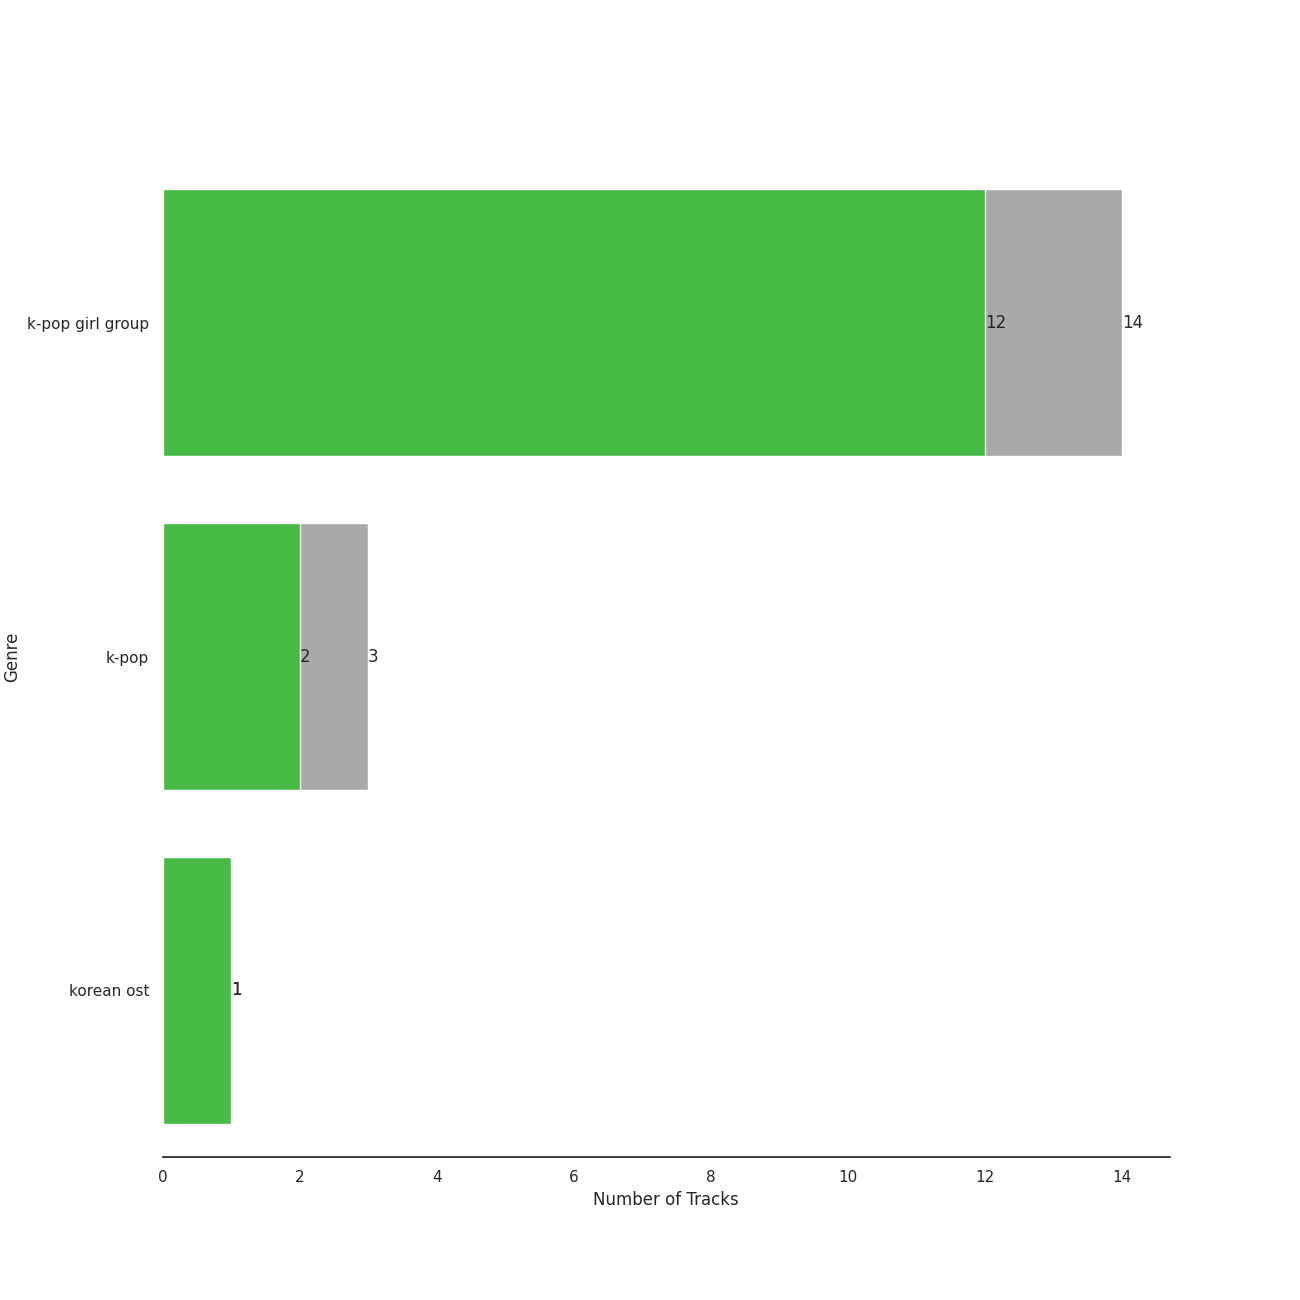 k-pop girl group
12
14
k-pop
2
3
Genre
korean ost
1
0 2 4 6 8 10 12 14
Number of Tracks